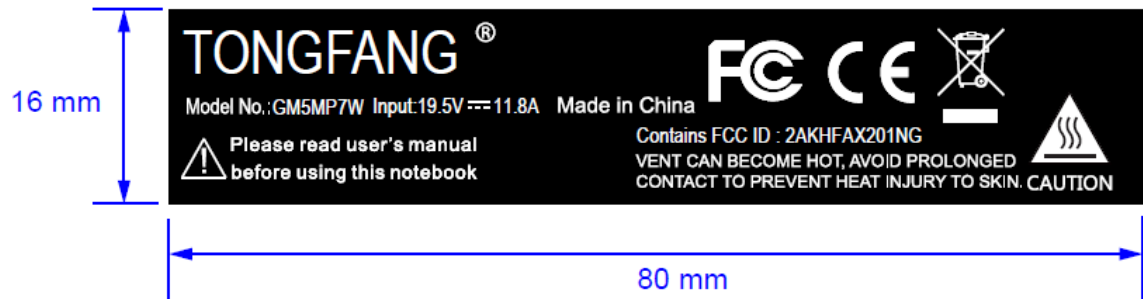 TONGFANG ®
FC CE
Model No.:GM5MP7W Input:19.5V⎓11.8A Made in China
Please read user's manual
before using this notebook
Contains FCC ID : 2AKHFAX201NG
VENT CAN BECOME HOT, AVOID PROLONGED
CONTACT TO PREVENT HEAT INJURY TO SKIN.
CAUTION
16 mm
80 mm